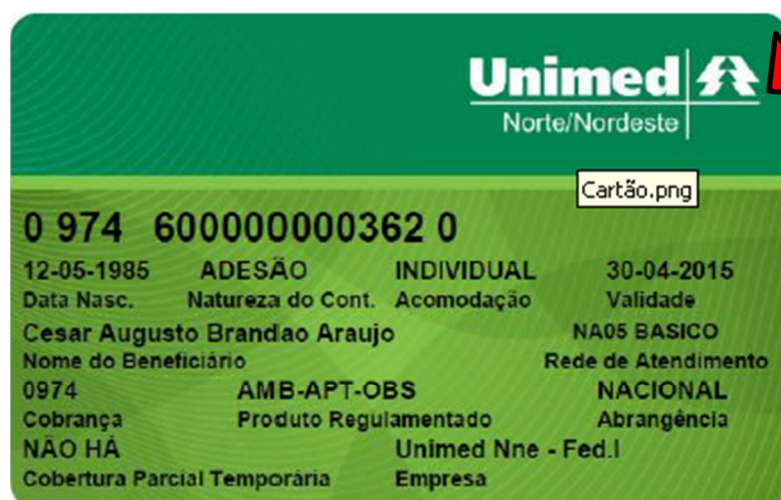 Unimed
Norte/Nordeste
Cartão.png
0 974 600000000362 0
12-05-1985 ADESÃO INDIVIDUAL 30-04-2015
Data Nasc. Natureza do Cont. Acomodação Validade
Cesar Augusto Brandao Araujo NA05 BASICO
Nome do Beneficiário Rede de Atendimento
0974 AMB-APT-OBS NACIONAL
Cobrança Produto Regulamentado Abrangência
NÃO HÁ Unimed Nne - Fed.I
Cobertura Parcial Temporária Empresa